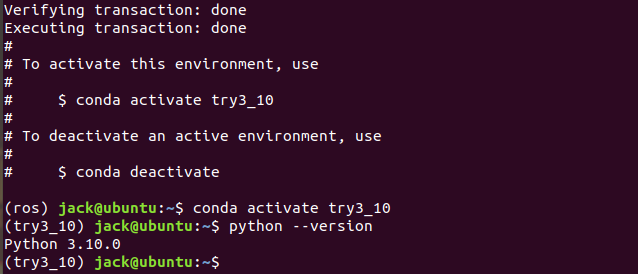 Verifying transaction: done
Executing transaction: done
#
# To activate this environment, use
#
#     $ conda activate try3_10
#
# To deactivate an active environment, use
#
#     $ conda deactivate
(ros) jack@ubuntu:~$ conda activate try3_10
(try3_10) jack@ubuntu:~$ python --version
Python 3.10.0
(try3_10) jack@ubuntu:~$